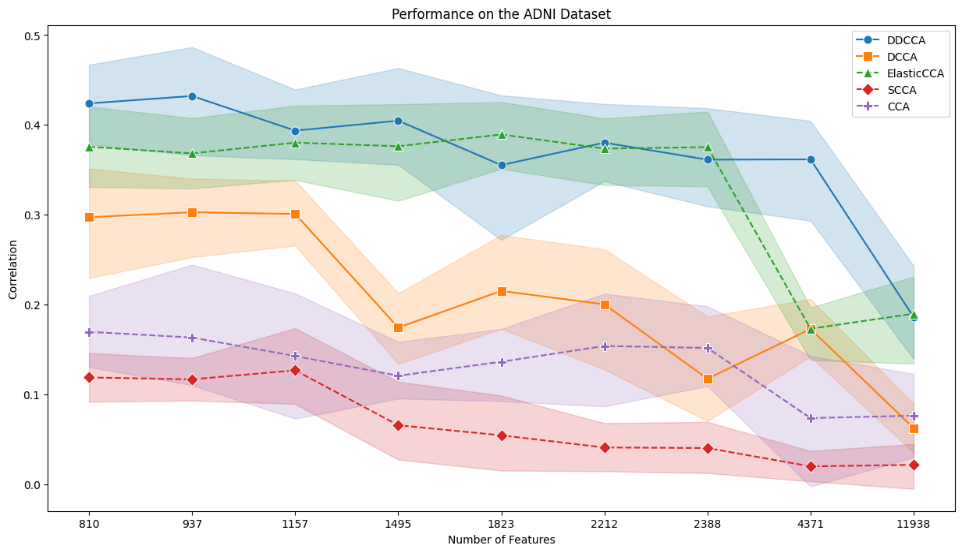 Performance on the ADNI Dataset
0.5
0.4
0.3
0.2
0.1
0.0
Correlation
DDCCA
DCCA
ElasticCCA
SCCA
CCA
810 937 1157 1495 1823 2212 2388 4371 11938
Number of Features